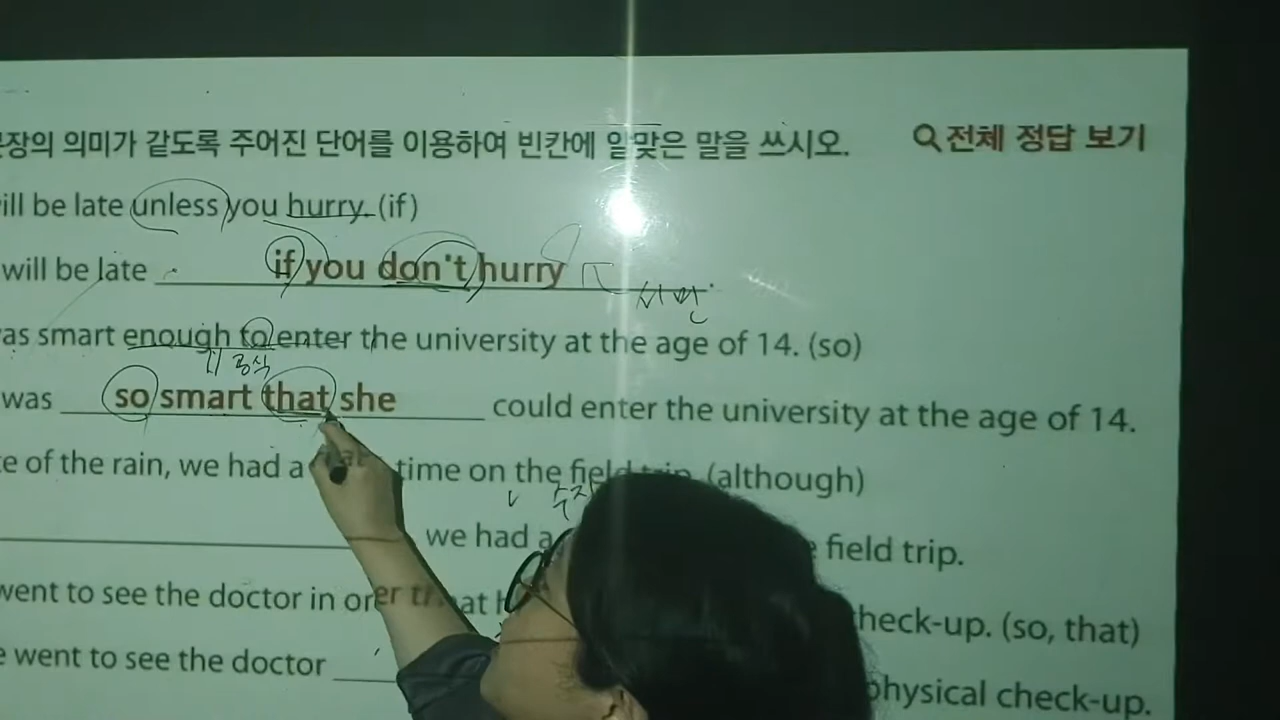 장의 의미가 같도록 주어진 단어를 이용하여 빈칸에 알맞은 말을 쓰시오.
전체 정답 보기
ill be late unless you hurry. (if)
will be late if you don't hurry
as smart enough to enter the university at the age of 14. (so)
was so smart that she could enter the university at the age of 14.
e of the rain, we had a time on the field trip. (although)
we had a field trip.
went to see the doctor in or er th at h heck-up. (so, that)
e went to see the doctor physical check-up.